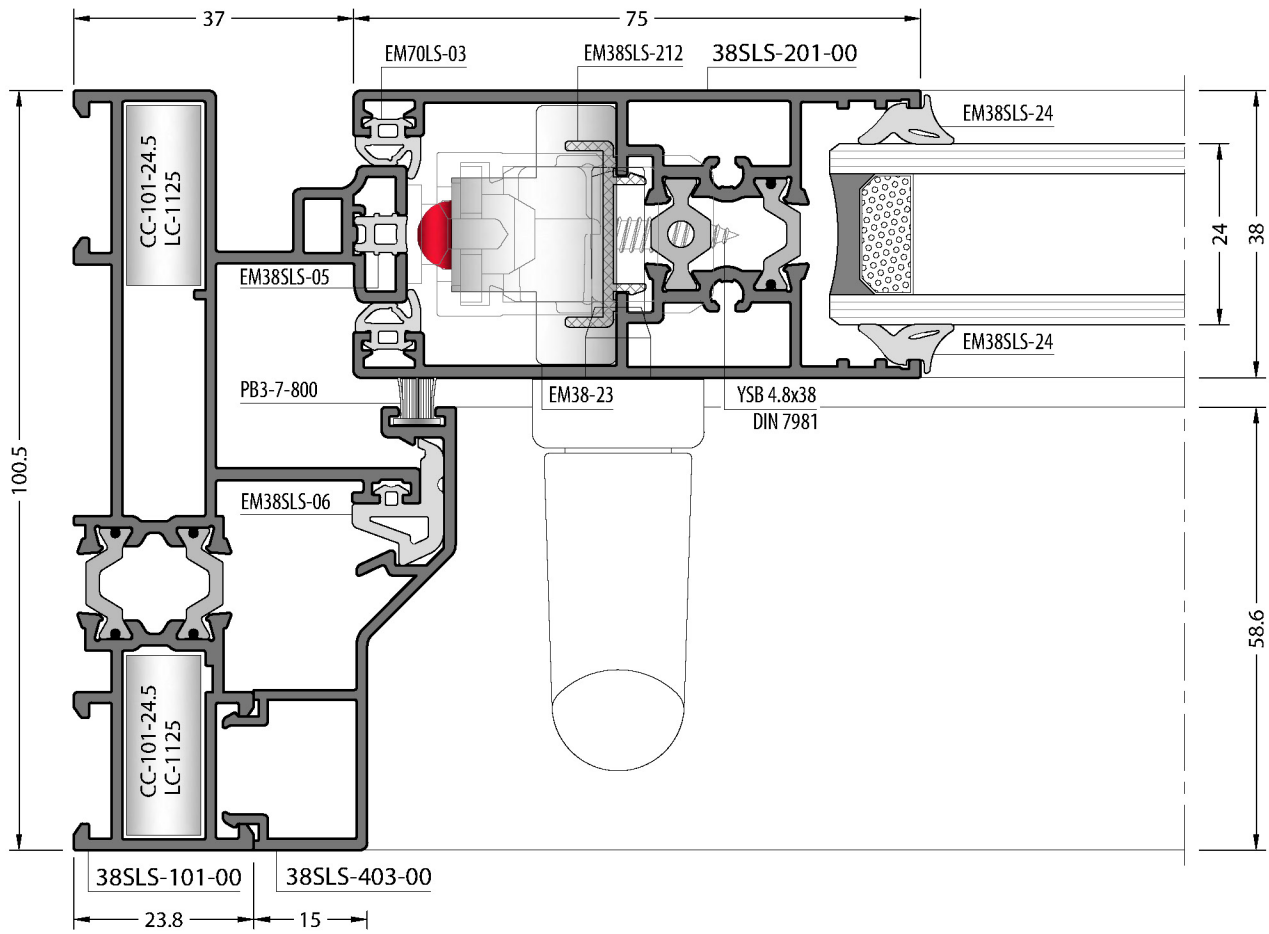 37
75
EM70LS-03
EM38SLS-212
38SLS-201-00
EM38SLS-24
CC-101-24.5
LC-1125
24
38
EM38SLS-05
EM38SLS-24
PB3-7-800
EM38-23
YSB 4.8x38
DIN 7981
100.5
EM38SLS-06
58.6
CC-101-24.5
LC-1125
38SLS-101-00
38SLS-403-00
23.8
15